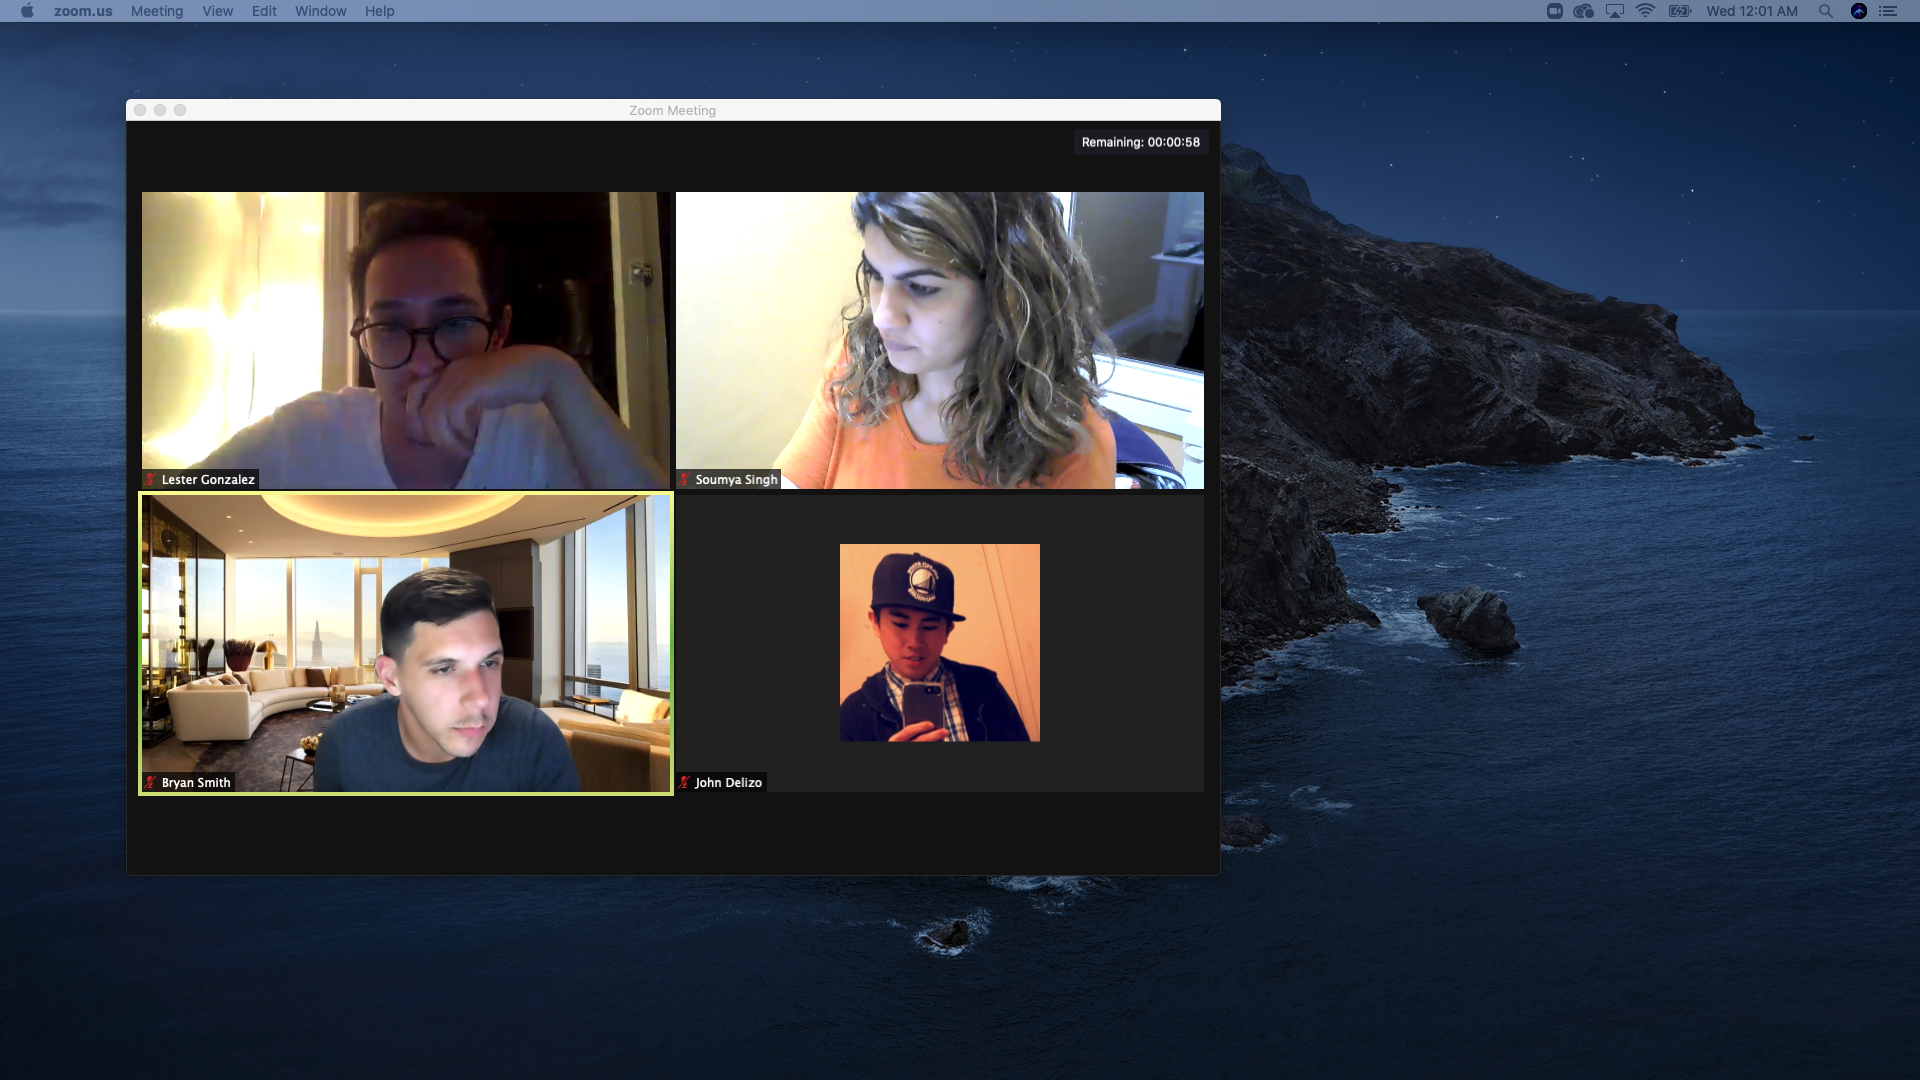 zoom.us Meeting View Edit Window Help Wed 12:01 AM
Zoom Meeting
Remaining: 00:00:58
Lester Gonzalez
Soumya Singh
Bryan Smith
John Delizo